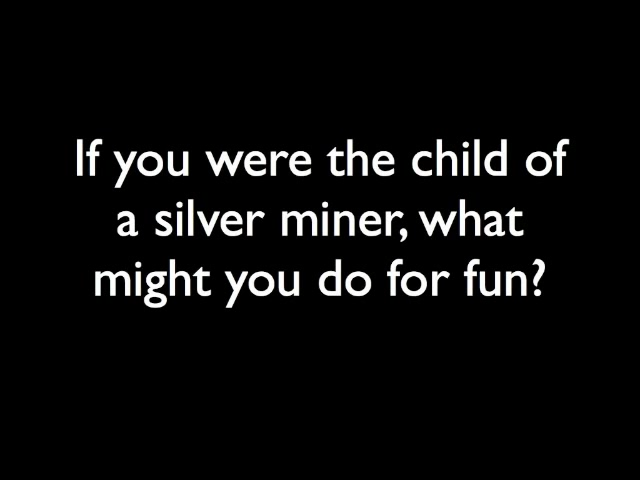 If you were the child of
a silver miner, what
might you do for fun?